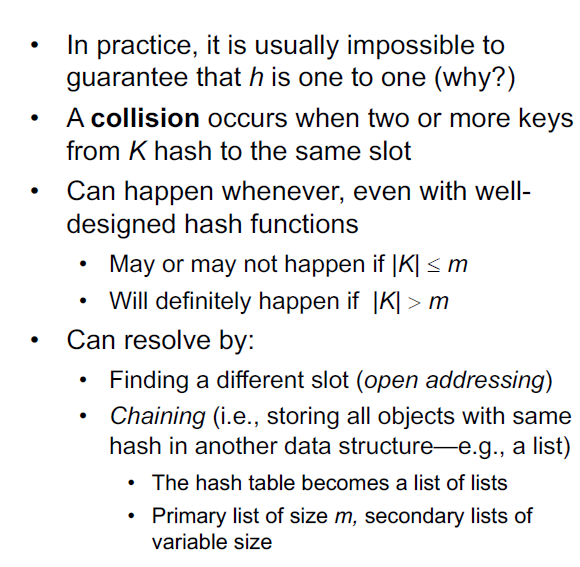 • In practice, it is usually impossible to
guarantee that h is one to one (why?)
• A collision occurs when two or more keys
from K hash to the same slot
• Can happen whenever, even with well-
designed hash functions
• May or may not happen if |K| ≤ m
• Will definitely happen if |K| > m
• Can resolve by:
• Finding a different slot (open addressing)
• Chaining (i.e., storing all objects with same
hash in another data structure—e.g., a list)
• The hash table becomes a list of lists
• Primary list of size m, secondary lists of
variable size